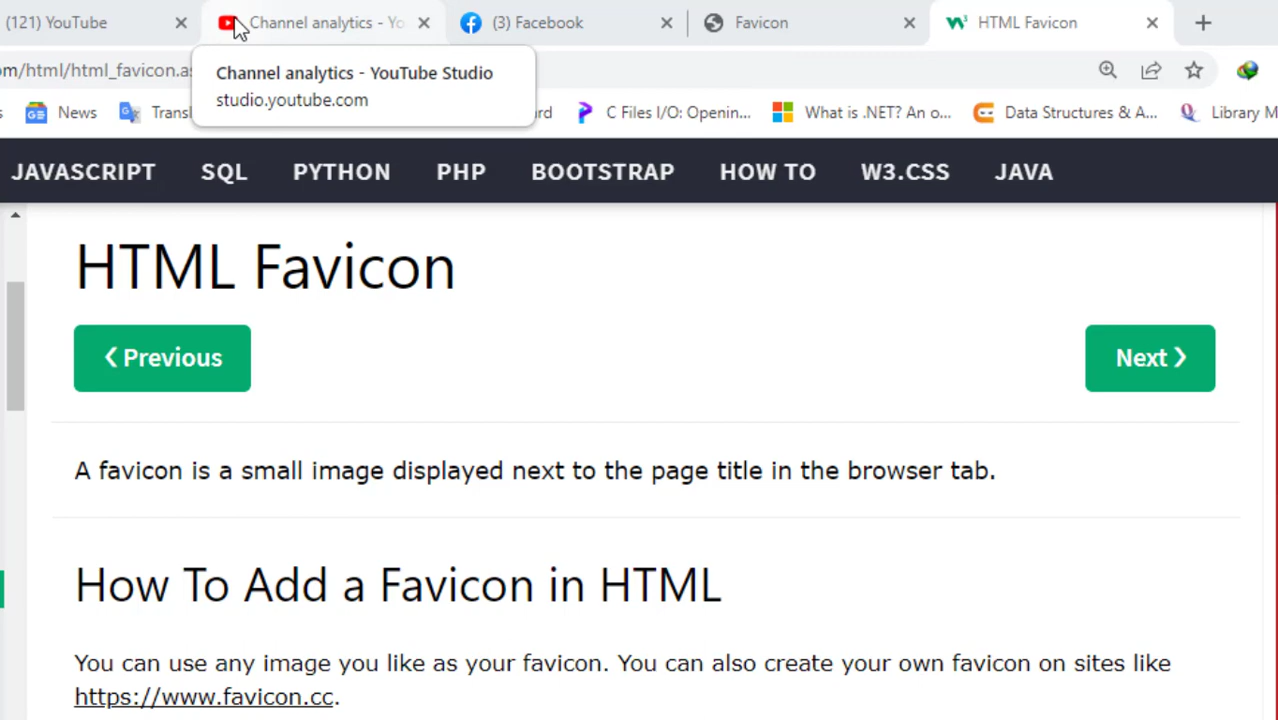 (121) YouTube
Channel analytics - Yo
(3) Facebook
Favicon
HTML Favicon
m/html/html_favicon.as
Channel analytics - YouTube Studio
studio.youtube.com
News
Transl
rd
C Files I/O: Openin...
What is .NET? An o...
Data Structures & A...
Library M
JAVASCRIPT
SQL
PYTHON
PHP
BOOTSTRAP
HOW TO
W3.CSS
JAVA
HTML Favicon
❮ Previous
Next ❯
A favicon is a small image displayed next to the page title in the browser tab.
How To Add a Favicon in HTML
You can use any image you like as your favicon. You can also create your own favicon on sites like
https://www.favicon.cc.